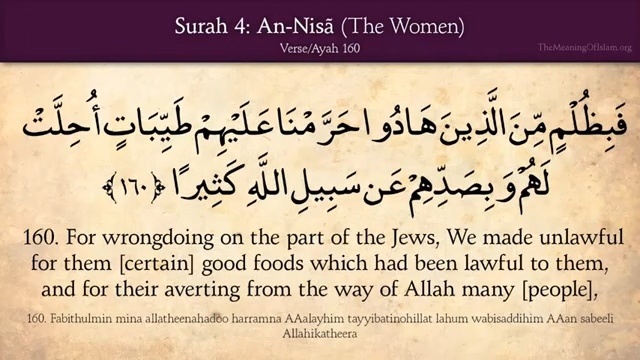 Surah 4: An-Nisã (The Women)
Verse/Ayah 160
TheMeaningOfIslam.org
فَبِظُلْمٍ مِّنَ الَّذِينَ هَادُوا حَرَّمْنَا عَلَيْهِمْ طَيِّبَاتٍ أُحِلَّتْ
لَهُمْ وَبِصَدِّهِمْ عَن سَبِيلِ اللَّهِ كَثِيرًا ﴿١٦٠﴾
160. For wrongdoing on the part of the Jews, We made unlawful
for them [certain] good foods which had been lawful to them,
and for their averting from the way of Allah many [people],
160. Fabithulmin mina allatheenahadoo harramna AAalayhim tayyibatinohillat lahum wabisaddihim AAan sabeeli
Allahikatheera